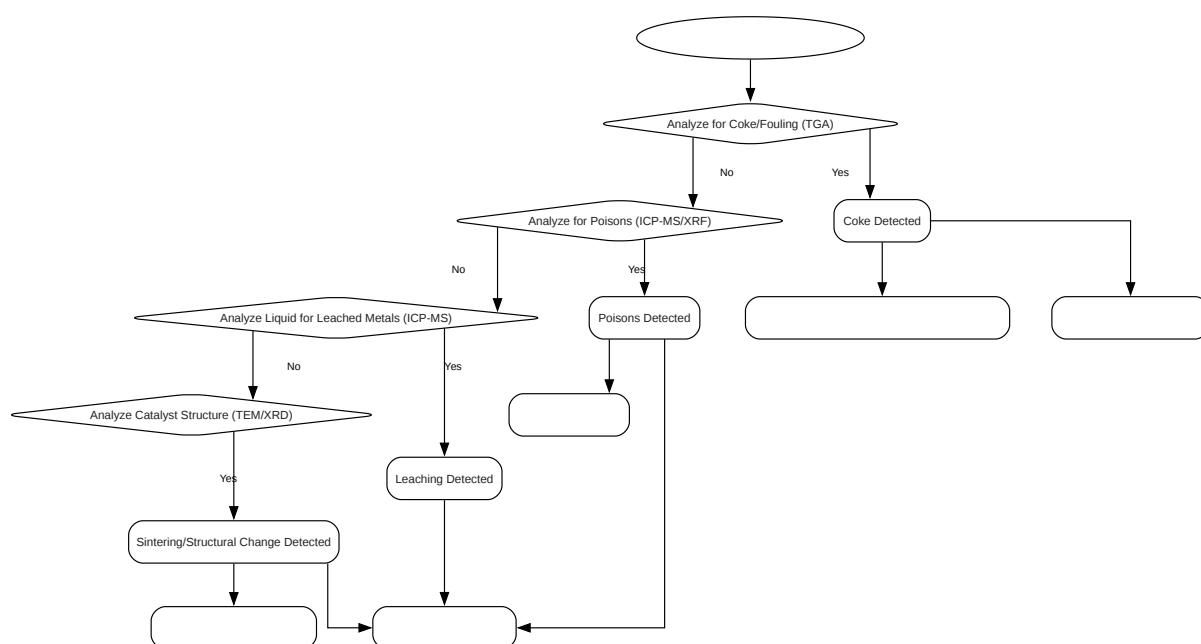 Analyze for Coke/Fouling (TGA)
No
Yes
Analyze for Poisons (ICP-MS/XRF)
Coke Detected
No
Yes
Analyze Liquid for Leached Metals (ICP-MS)
Poisons Detected
No
Yes
Analyze Catalyst Structure (TEM/XRD)
Yes
Leaching Detected
Sintering/Structural Change Detected